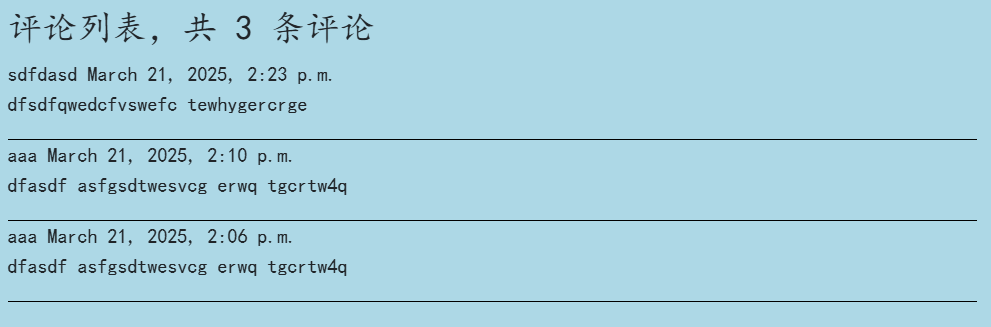 评论列表，共 3 条评论
sdfdasd March 21, 2025, 2:23 p.m.
dfsdfqwedcfvswefc tewhygercrge
aaa March 21, 2025, 2:10 p.m.
dfasdf asfgsdtwesvcg erwq tgcrtw4q
aaa March 21, 2025, 2:06 p.m.
dfasdf asfgsdtwesvcg erwq tgcrtw4q